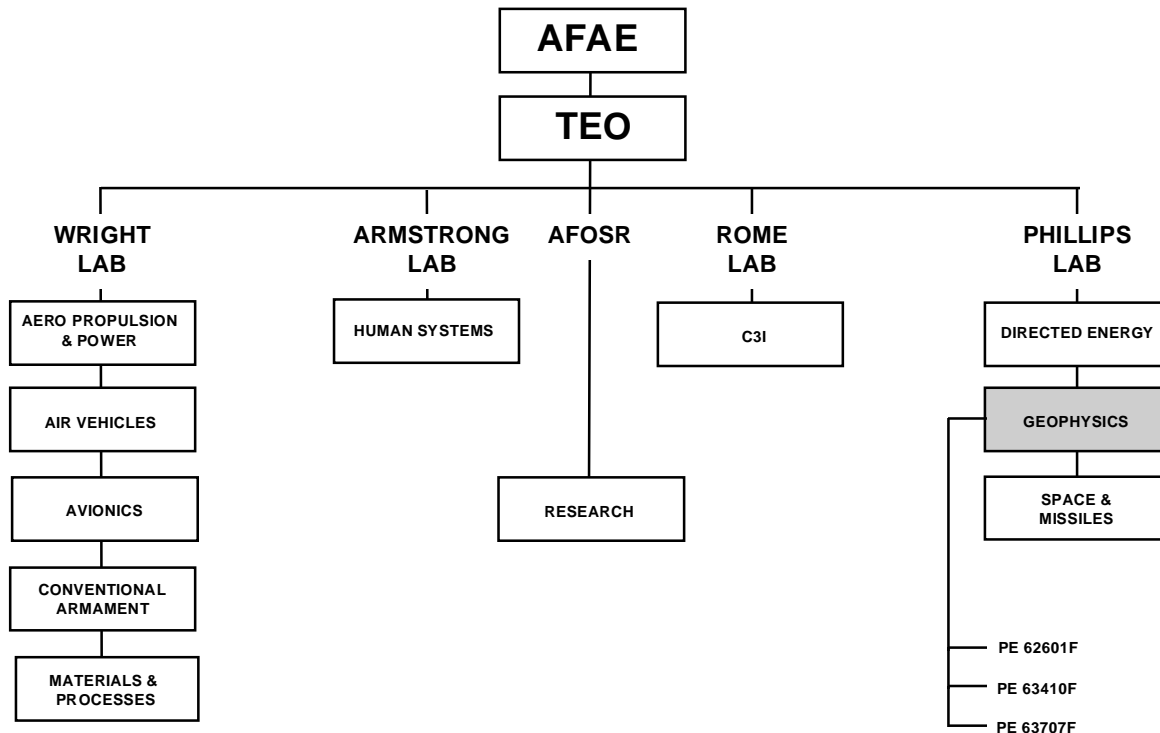 AFAE
TEO
WRIGHT
LAB
AERO PROPULSION
& POWER
AIR VEHICLES
AVIONICS
CONVENTIONAL
ARMAMENT
MATERIALS &
PROCESSES
ARMSTRONG
LAB
HUMAN SYSTEMS
AFOSR
RESEARCH
ROME
LAB
C3I
PHILLIPS
LAB
DIRECTED ENERGY
GEOPHYSICS
SPACE &
MISSILES
PE 62601F
PE 63410F
PE 63707F